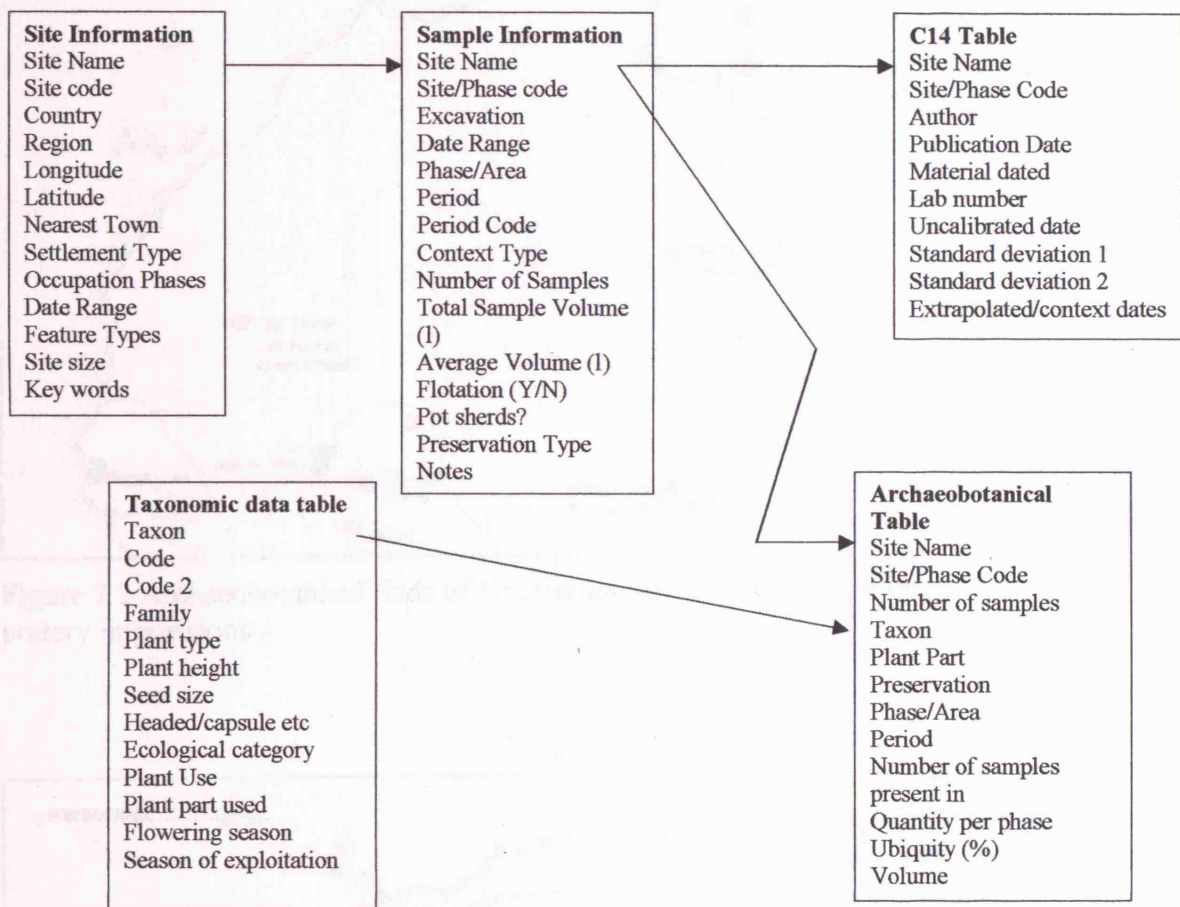 Site Information
Site Name
Site code
Country
Region
Longitude
Latitude
Nearest Town
Settlement Type
Occupation Phases
Date Range
Feature Types
Site size
Key words
Sample Information
Site Name
Site/Phase code
Excavation
Date Range
Phase/Area
Period
Period Code
Context Type
Number of Samples
Total Sample Volume
(l)
Average Volume (l)
Flotation (Y/N)
Pot sherds?
Preservation Type
Notes
C14 Table
Site Name
Site/Phase Code
Author
Publication Date
Material dated
Lab number
Uncalibrated date
Standard deviation 1
Standard deviation 2
Extrapolated/context dates
Taxonomic data table
Taxon
Code
Code 2
Family
Plant type
Plant height
Seed size
Headed/capsule etc
Ecological category
Plant Use
Plant part used
Flowering season
Season of exploitation
Archaeobotanical
Table
Site Name
Site/Phase Code
Number of samples
Taxon
Plant Part
Preservation
Phase/Area
Period
Number of samples
present in
Quantity per phase
Ubiquity (%)
Volume